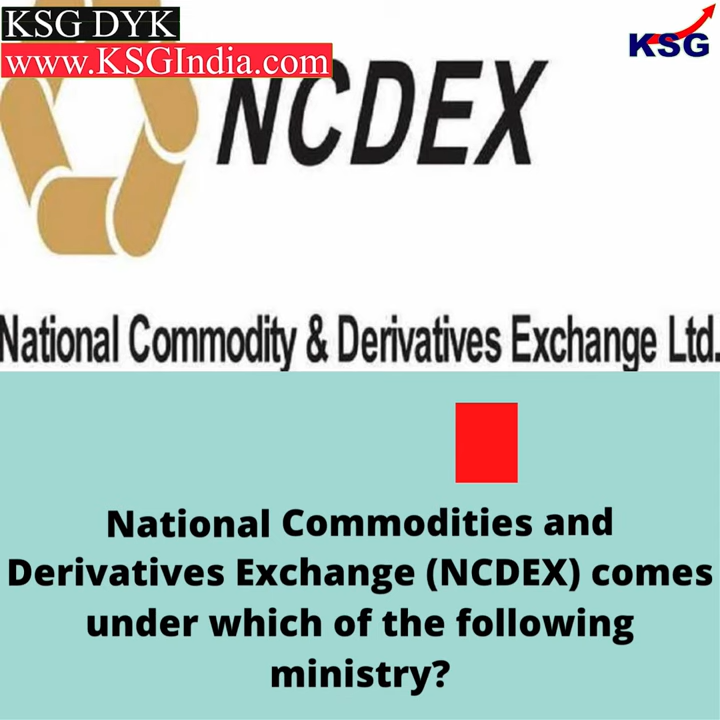 KSG DYK
www.KSGIndia.com
KSG
NCDEX
National Commodity & Derivatives Exchange Ltd.
National Commodities and
Derivatives Exchange (NCDEX) comes
under which of the following
ministry?